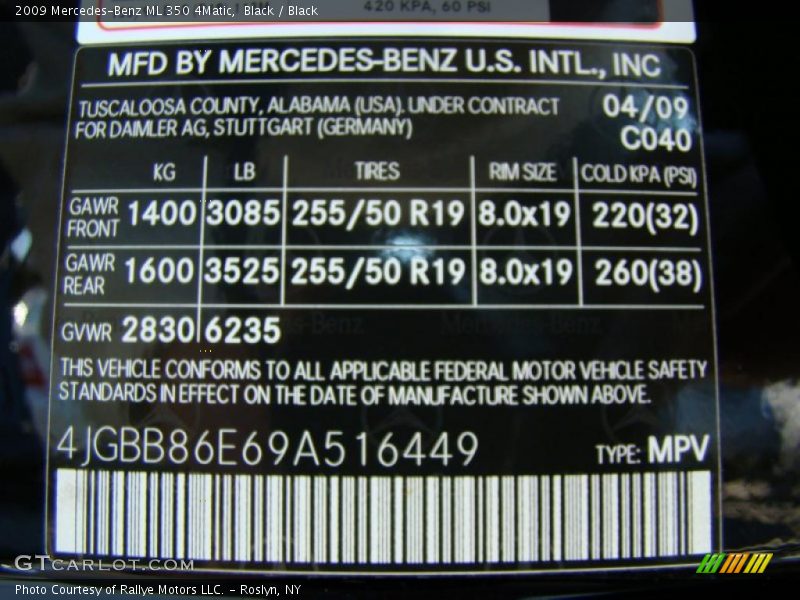 2009 Mercedes-Benz ML 350 4Matic, Black / Black
420 KPA, 60 PSI
MFD BY MERCEDES-BENZ U.S. INTL., INC
TUSCALOOSA COUNTY, ALABAMA (USA). UNDER CONTRACT 04/09
FOR DAIMLER AG, STUTTGART (GERMANY) C040
KG LB TIRES RIM SIZE COLD KPA (PSI)
GAWR FRONT 1400 3085 255/50 R19 8.0x19 220(32)
GAWR REAR 1600 3525 255/50 R19 8.0x19 260(38)
GVWR 2830 6235
THIS VEHICLE CONFORMS TO ALL APPLICABLE FEDERAL MOTOR VEHICLE SAFETY
STANDARDS IN EFFECT ON THE DATE OF MANUFACTURE SHOWN ABOVE.
4JGBB86E69A516449 TYPE: MPV
GTCARLOT.COM
Photo Courtesy of Rallye Motors LLC. - Roslyn, NY